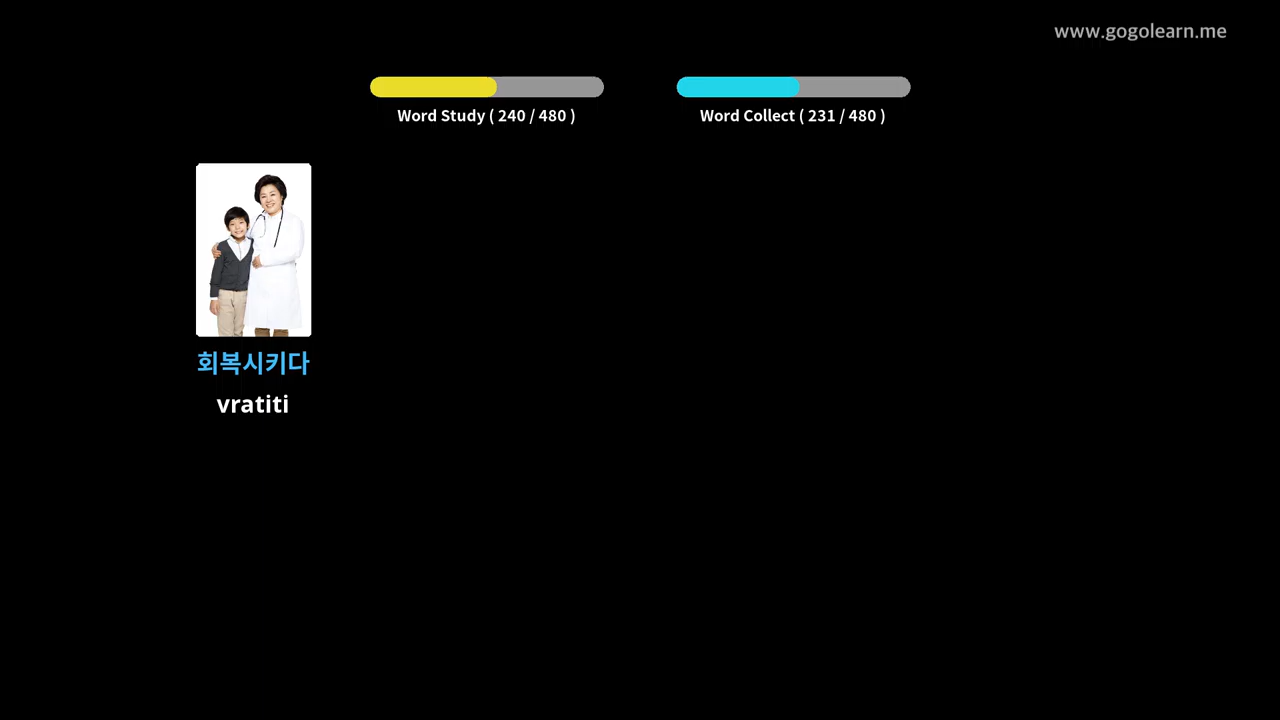 www.gogolearn.me
Word Study ( 240 / 480 )
Word Collect ( 231 / 480 )
회복시키다
vratiti